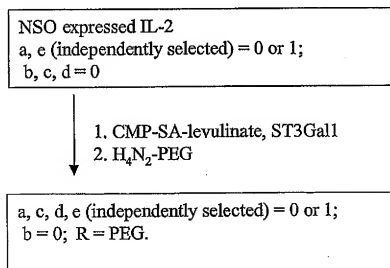 NSO expressed IL-2
a, e (independently selected) = 0 or 1;
b, c, d = 0
1. CMP-SA-levulinate, ST3Gal1
2. H₄N₂-PEG
a, c, d, e (independently selected) = 0 or 1;
b = 0; R = PEG.